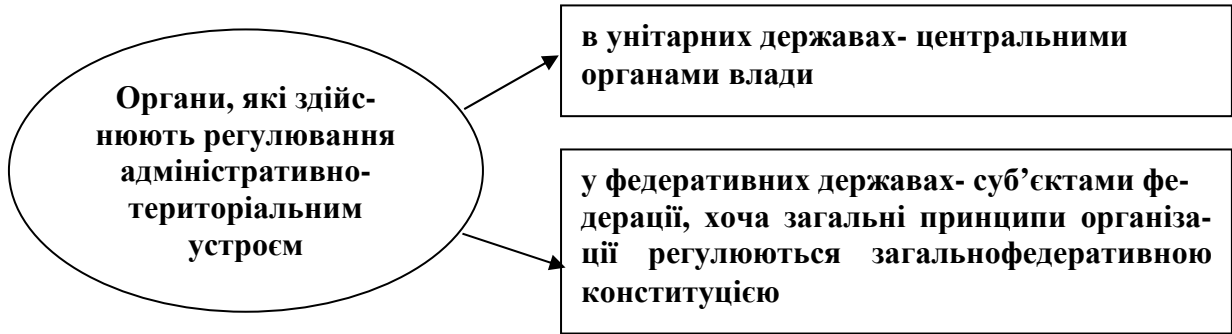 Органи, які здійс-
нюють регулювання
адміністративно-
територіальним
устроєм
в унітарних державах- центральними
органами влади
у федеративних державах- суб’єктами фе-
дерації, хоча загальні принципи організа-
ції регулюються загальнофедеративною
конституцією